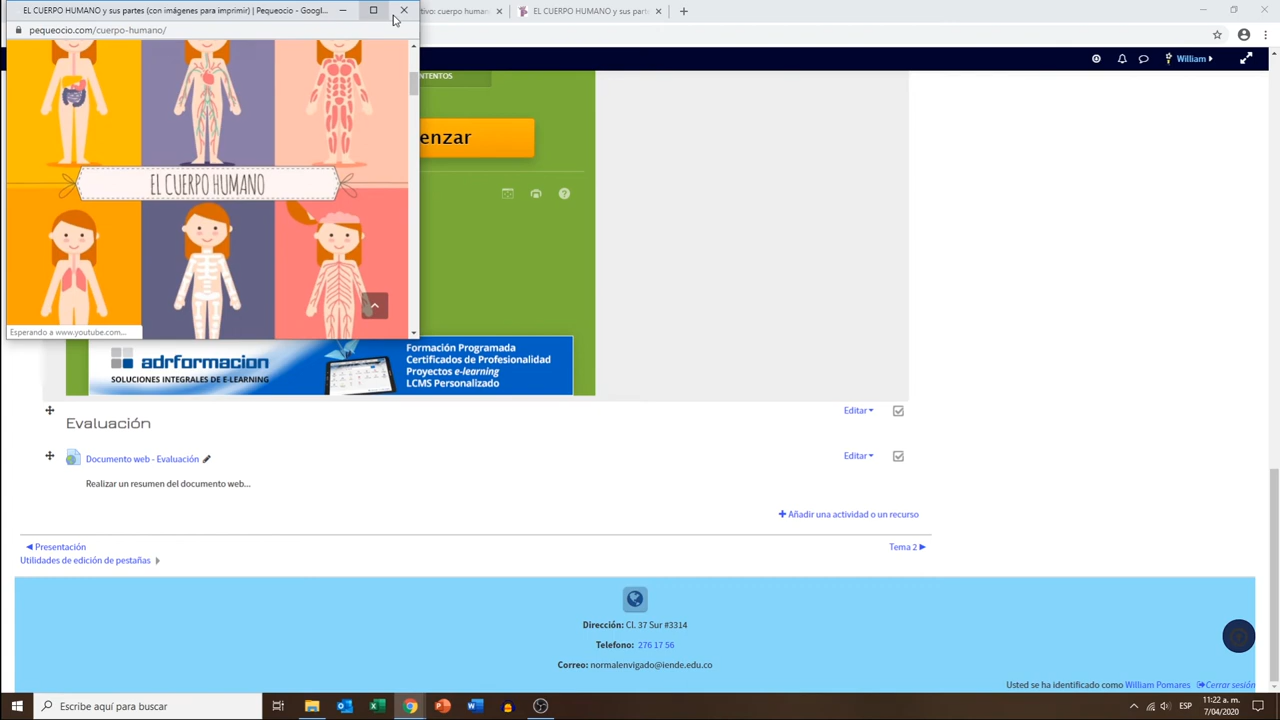 EL CUERPO HUMANO y sus partes (con imágenes para imprimir) | Pequeocio - Googl...
tivo: cuerpo human
EL CUERPO HUMANO y sus part
pequeocio.com/cuerpo-humano/
William
NTENTOS
enzar
EL CUERPO HUMANO
Esperando a www.youtube.com...
adrformacion
SOLUCIONES INTEGRALES DE E-LEARNING
Formación Programada
Certificados de Profesionalidad
Proyectos e-learning
LCMS Personalizado
Evaluación
Editar
Documento web - Evaluación
Editar
Realizar un resumen del documento web...
Añadir una actividad o un recurso
◀ Presentación
Tema 2 ▶
Utilidades de edición de pestañas
Dirección: Cl. 37 Sur #3314
Telefono: 276 17 56
Correo: normalenvigado@iende.edu.co
Usted se ha identificado como William Pomares Cerrar sesión
Escribe aquí para buscar
ESP
11:22 a. m.
7/04/2020